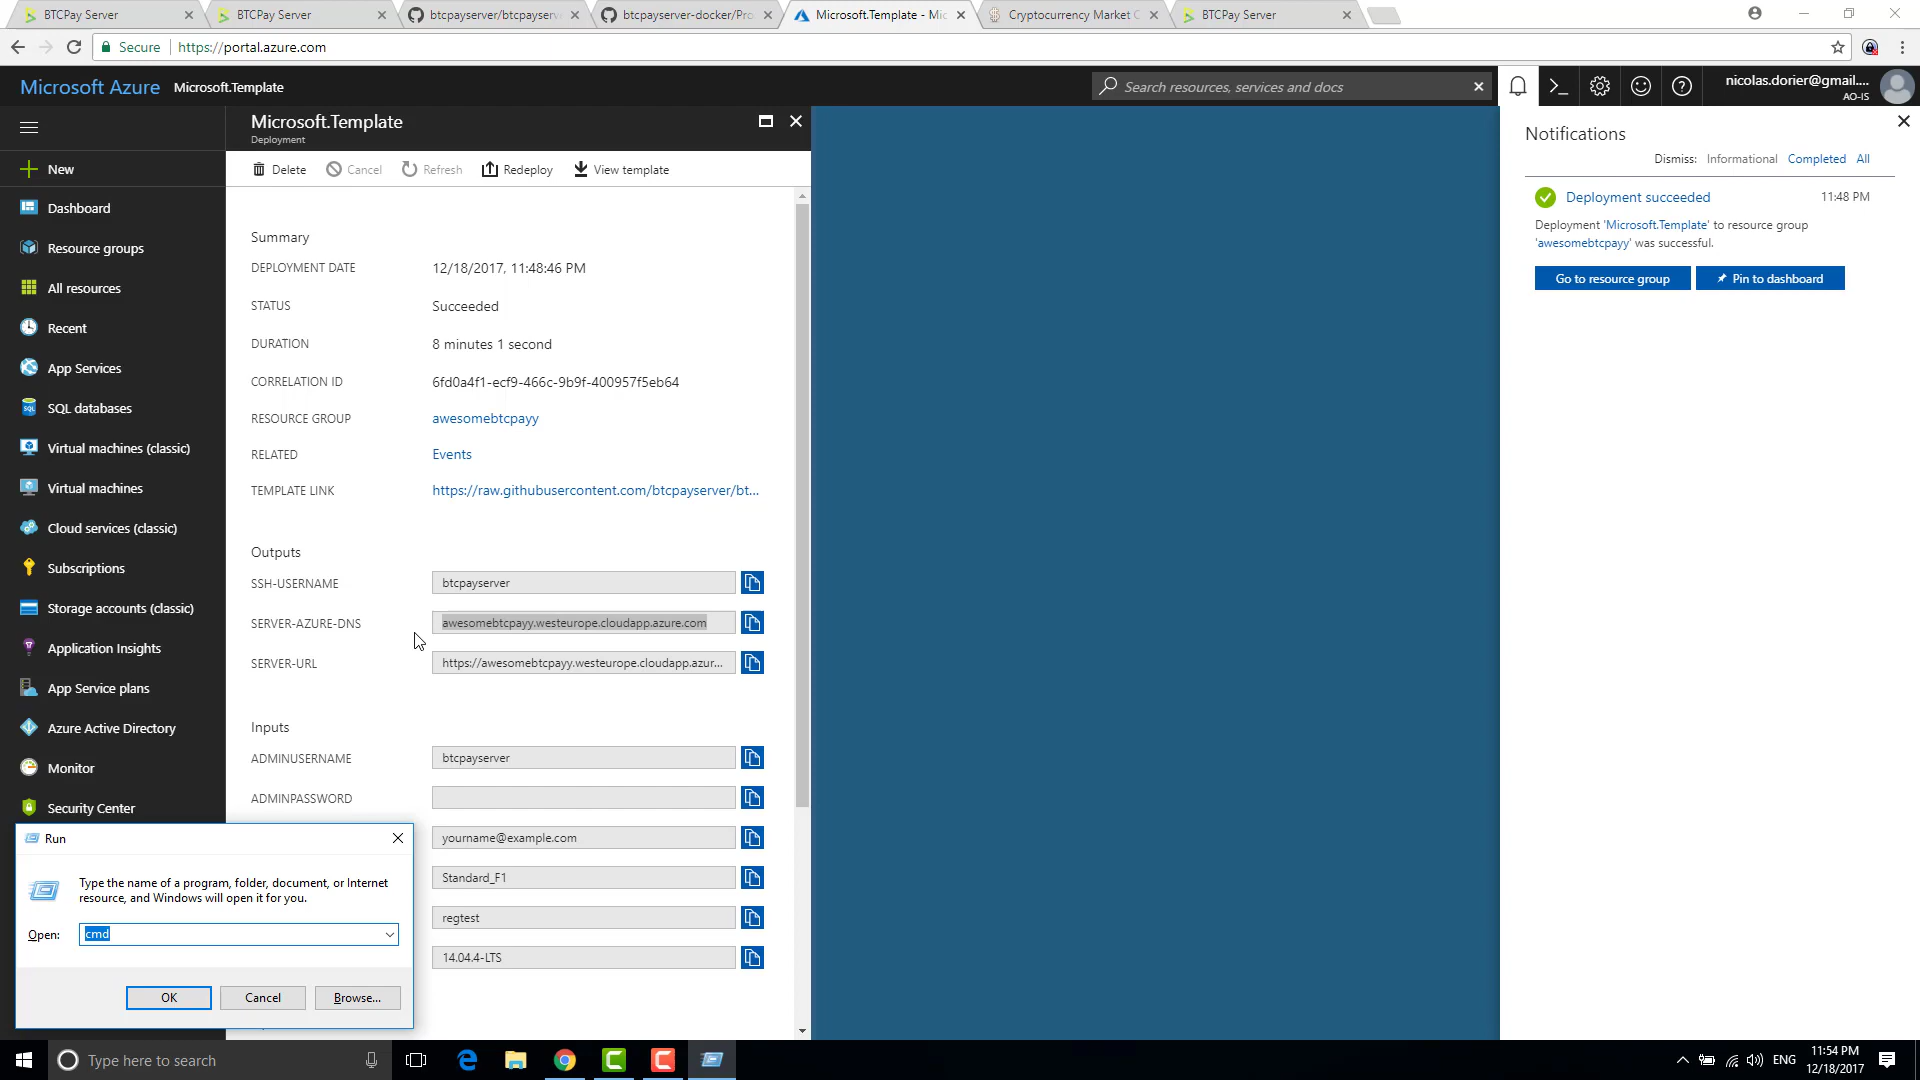 BTCPay Server
BTCPay Server
btcpayserver/btcpayserv
btcpayserver-docker/Pro
Microsoft.Template - Mic
Cryptocurrency Market C
BTCPay Server
Secure
https://portal.azure.com
Microsoft Azure
Microsoft.Template
Search resources, services and docs
nicolas.dorier@gmail....
AO-IS
New
Dashboard
Resource groups
All resources
Recent
App Services
SQL databases
Virtual machines (classic)
Virtual machines
Cloud services (classic)
Subscriptions
Storage accounts (classic)
Application Insights
App Service plans
Azure Active Directory
Monitor
Security Center
Microsoft.Template
Deployment
Delete
Cancel
Refresh
Redeploy
View template
Summary
DEPLOYMENT DATE
12/18/2017, 11:48:46 PM
STATUS
Succeeded
DURATION
8 minutes 1 second
CORRELATION ID
6fd0a4f1-ecf9-466c-9b9f-400957f5eb64
RESOURCE GROUP
awesomebtcpayy
RELATED
Events
TEMPLATE LINK
https://raw.githubusercontent.com/btcpayserver/bt...
Outputs
SSH-USERNAME
btcpayserver
SERVER-AZURE-DNS
awesomebtcpayy.westeurope.cloudapp.azure.com
SERVER-URL
https://awesomebtcpayy.westeurope.cloudapp.azur...
Inputs
ADMINUSERNAME
btcpayserver
ADMINPASSWORD
yourname@example.com
Standard_F1
regtest
14.04.4-LTS
Notifications
Dismiss: Informational Completed All
Deployment succeeded
11:48 PM
Deployment 'Microsoft.Template' to resource group
'awesomebtcpayy' was successful.
Go to resource group
Pin to dashboard
Run
Type the name of a program, folder, document, or Internet
resource, and Windows will open it for you.
Open:
cmd
OK
Cancel
Browse...
Type here to search
ENG
11:54 PM
12/18/2017